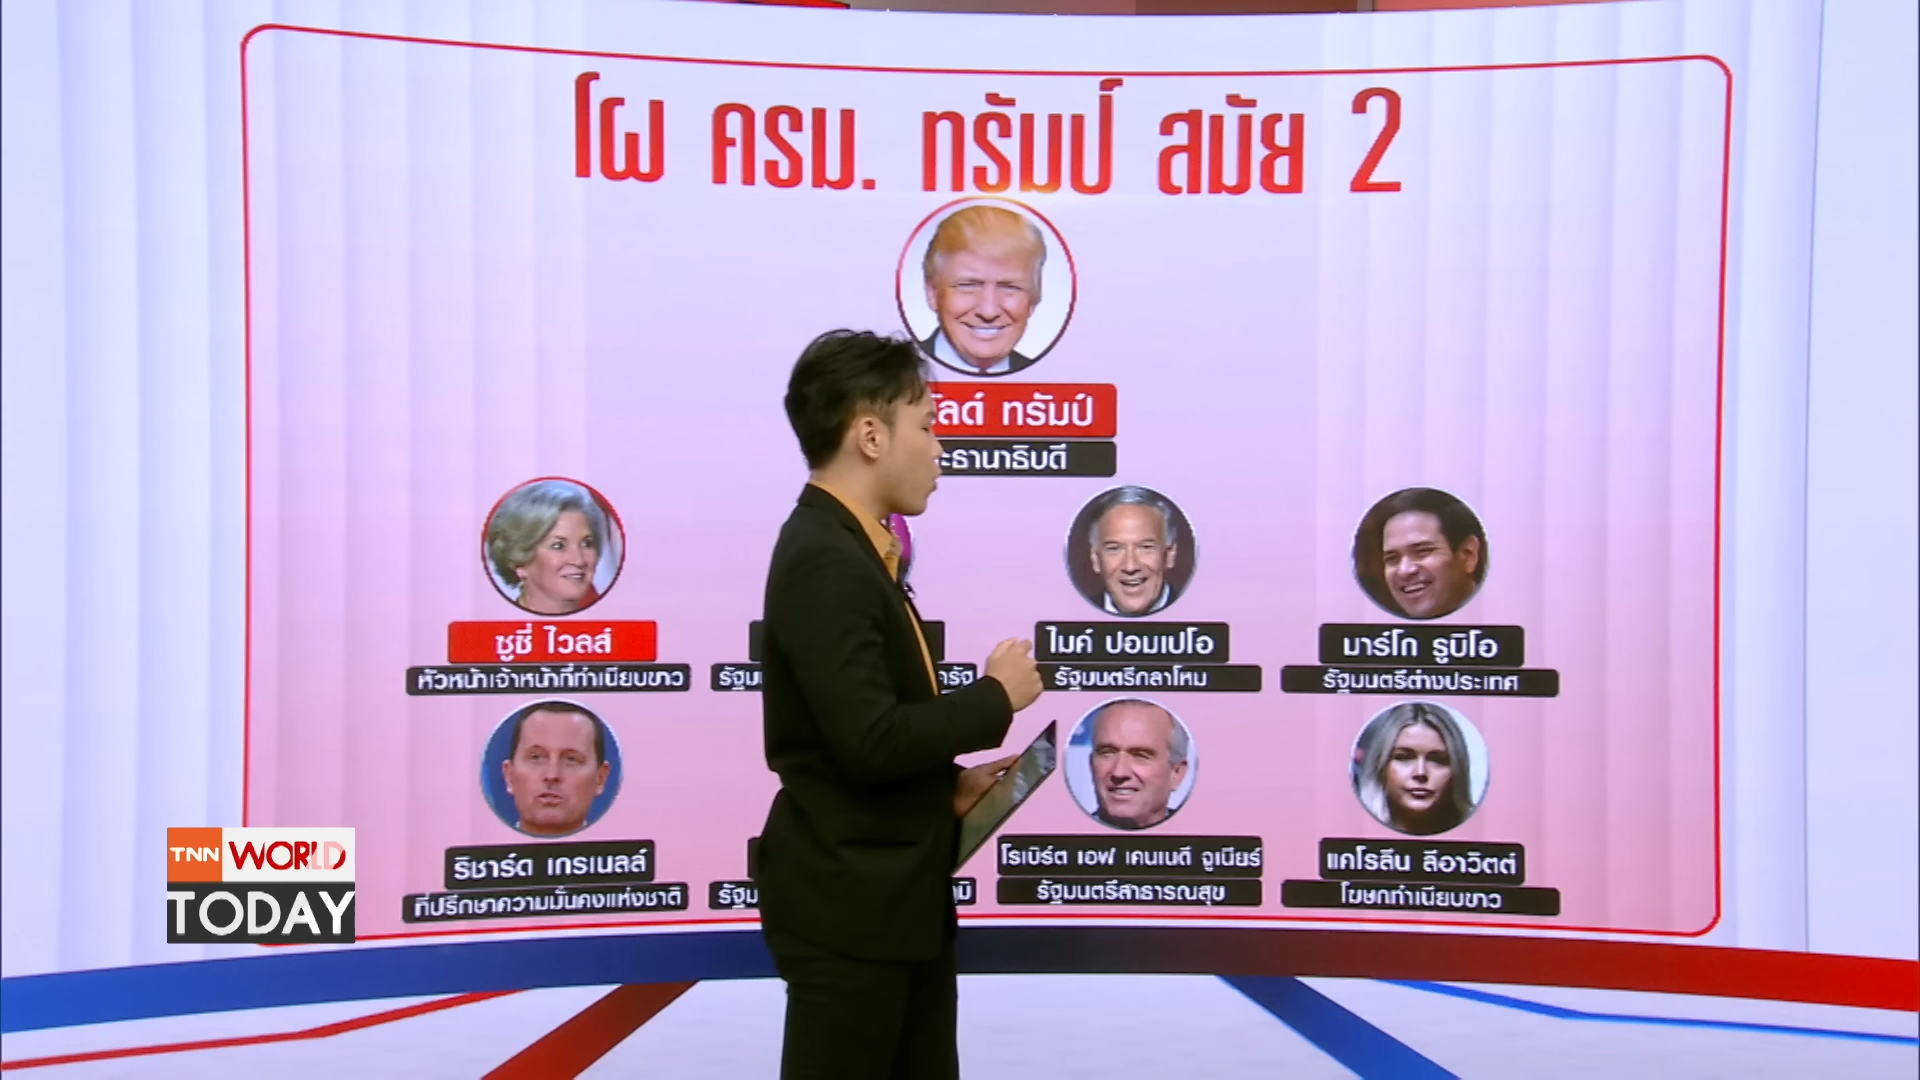 โผ ครม. ทรัมป์ สมัย 2
ทรัมป์
ซูซี่ ไวลส์
หัวหน้าเจ้าหน้าที่ทำเนียบขาว
ไมค์ ปอมเปโอ
รัฐมนตรีกลาโหม
มาร์โก รูบิโอ
รัฐมนตรีต่างประเทศ
ริชาร์ด เกรเนลล์
ที่ปรึกษาความมั่นคงแห่งชาติ
โรเบิร์ต เอฟ เคนเนดี จูเนียร์
รัฐมนตรีสาธารณสุข
แคโรลีน ลีอาวิตต์
โฆษกทำเนียบขาว
TNN WORLD
TODAY